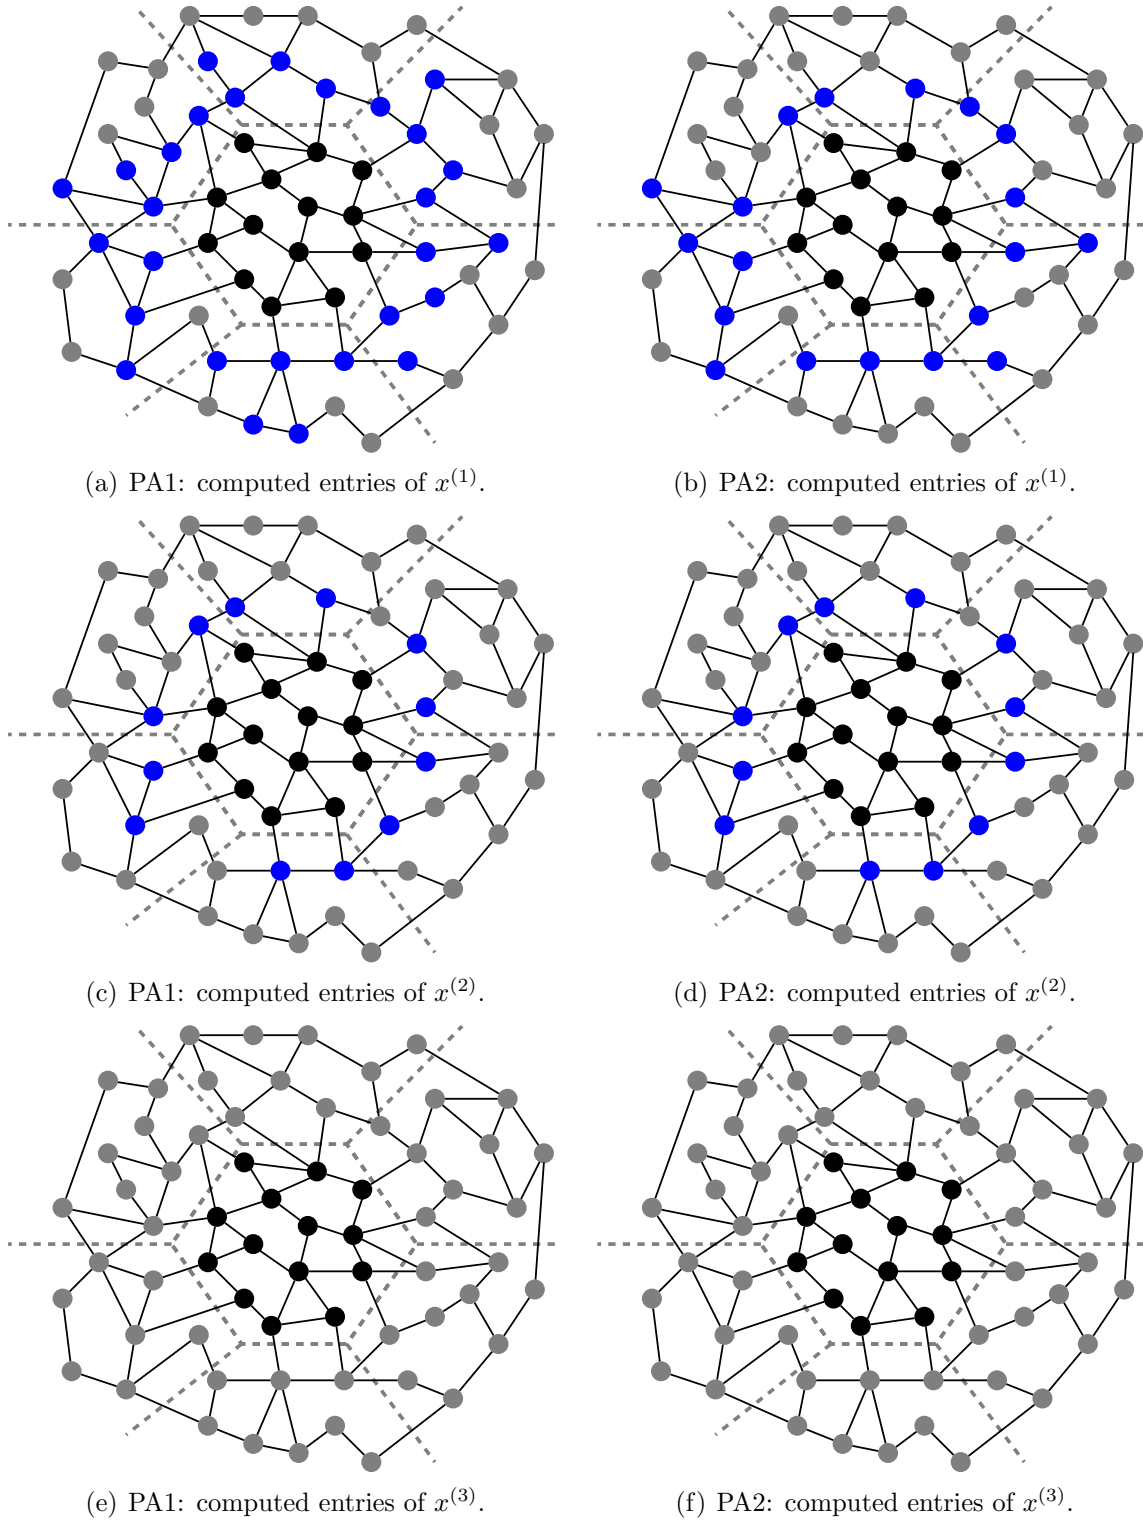 (a) PA1: computed entries of x^(1).
(b) PA2: computed entries of x^(1).
(c) PA1: computed entries of x^(2).
(d) PA2: computed entries of x^(2).
(e) PA1: computed entries of x^(3).
(f) PA2: computed entries of x^(3).